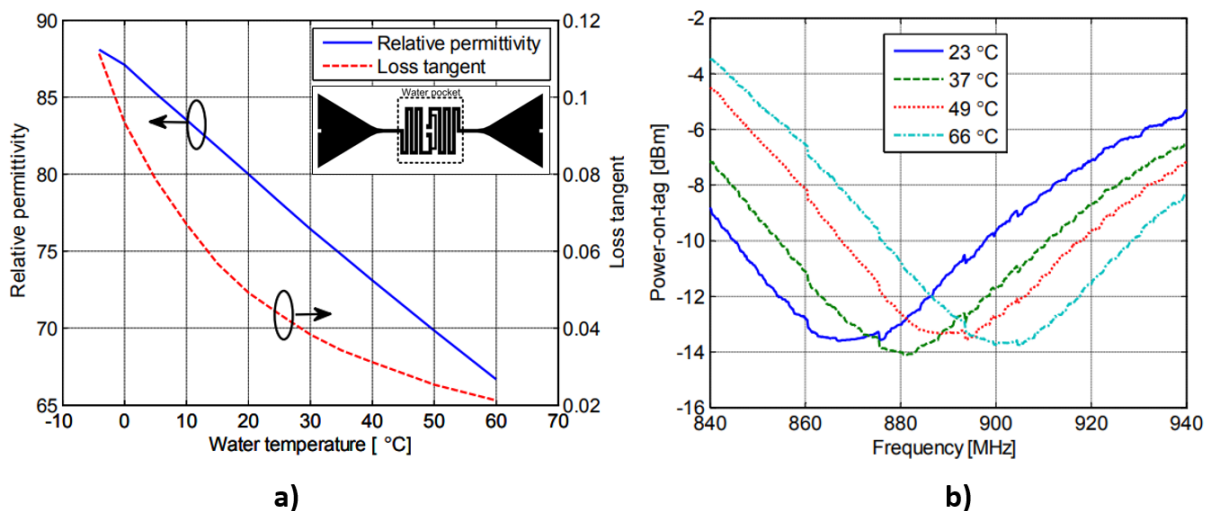 90
85
80
75
70
65
Relative permittivity
-10 0 10 20 30 40 50 60 70
Water temperature [ °C]
0.12
0.1
0.08
0.06
0.04
0.02
Loss tangent
Relative permittivity
Loss tangent
Water pocket
a)
-2
-4
-6
-8
-10
-12
-14
-16
Power-on-tag [dBm]
23 °C
37 °C
49 °C
66 °C
840 860 880 900 920 940
Frequency [MHz]
b)